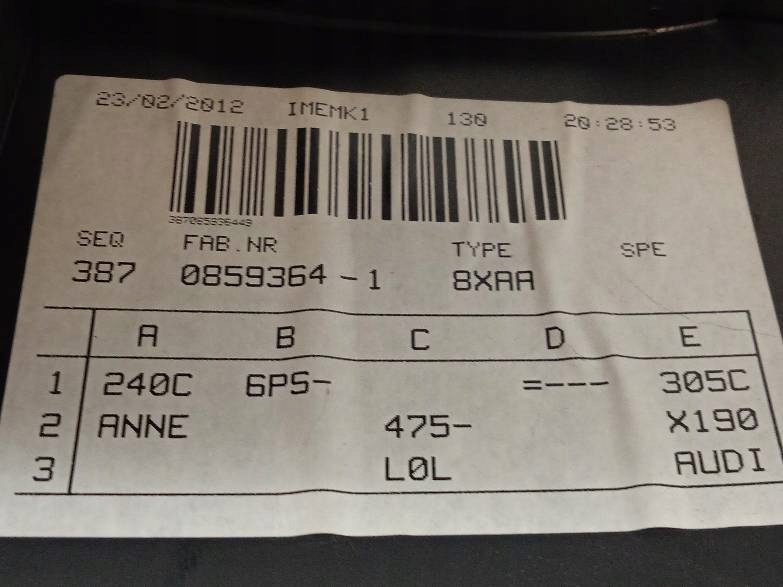 23/02/2012 IMEMK1 130 20:28:53
387085936449
SEQ FAB.NR TYPE SPE
387 0859364-1 8XAA
A B C D E
1 240C 6PS- =--- 305C
2 ANNE 475- X190
3 L0L AUDI